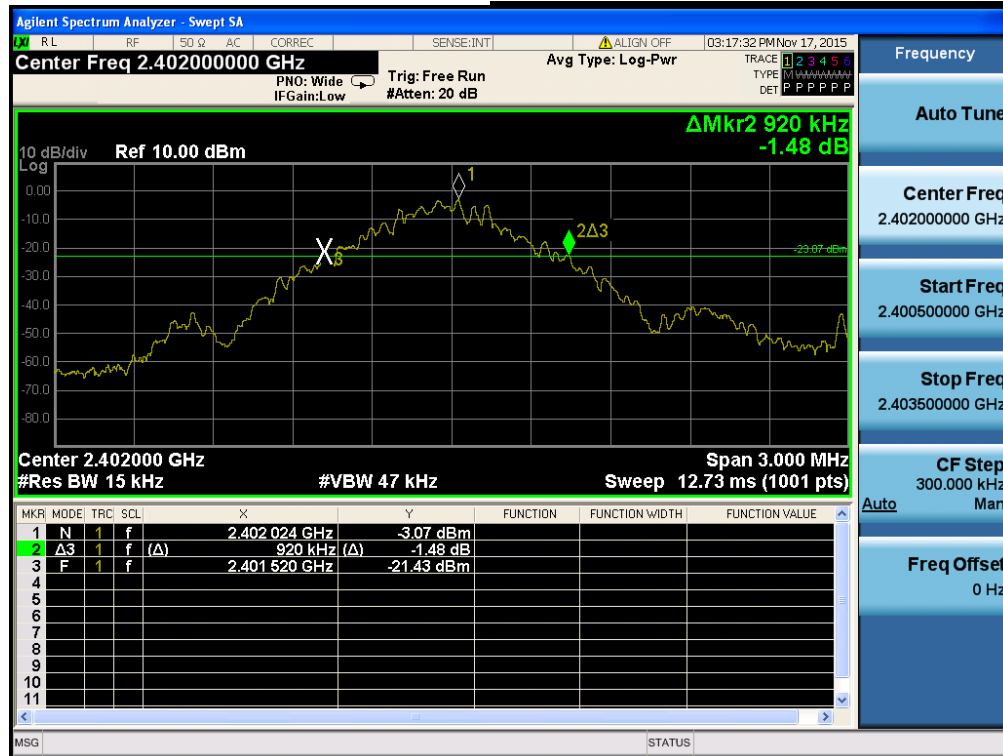 Agilent Spectrum Analyzer - Swept SA
LXI RL RF 50 Ω AC CORREC SENSE:INT ALIGN OFF 03:17:32 PM Nov 17, 2015
Center Freq 2.402000000 GHz
PNO: Wide
IFGain:Low
Trig: Free Run
#Atten: 20 dB
Avg Type: Log-Pwr
TRACE 1 2 3 4 5 6
TYPE M W W W W W
DET P P P P P P
ΔMkr2 920 kHz
-1.48 dB
10 dB/div Ref 10.00 dBm
Log
0.00
-10.0
-20.0
-30.0
-40.0
-50.0
-60.0
-70.0
-80.0
1
2Δ3
3
-23.07 dBm
Center 2.402000 GHz Span 3.000 MHz
#Res BW 15 kHz #VBW 47 kHz Sweep 12.73 ms (1001 pts)
MKR MODE TRC SCL X Y FUNCTION FUNCTION WIDTH FUNCTION VALUE
1 N 1 f 2.402 024 GHz -3.07 dBm
2 Δ3 1 f (Δ) 920 kHz (Δ) -1.48 dB
3 F 1 f 2.401 520 GHz -21.43 dBm
4
5
6
7
8
9
10
11
MSG STATUS
Frequency
Auto Tune
Center Freq
2.402000000 GHz
Start Freq
2.400500000 GHz
Stop Freq
2.403500000 GHz
CF Step
300.000 kHz
Auto Man
Freq Offset
0 Hz